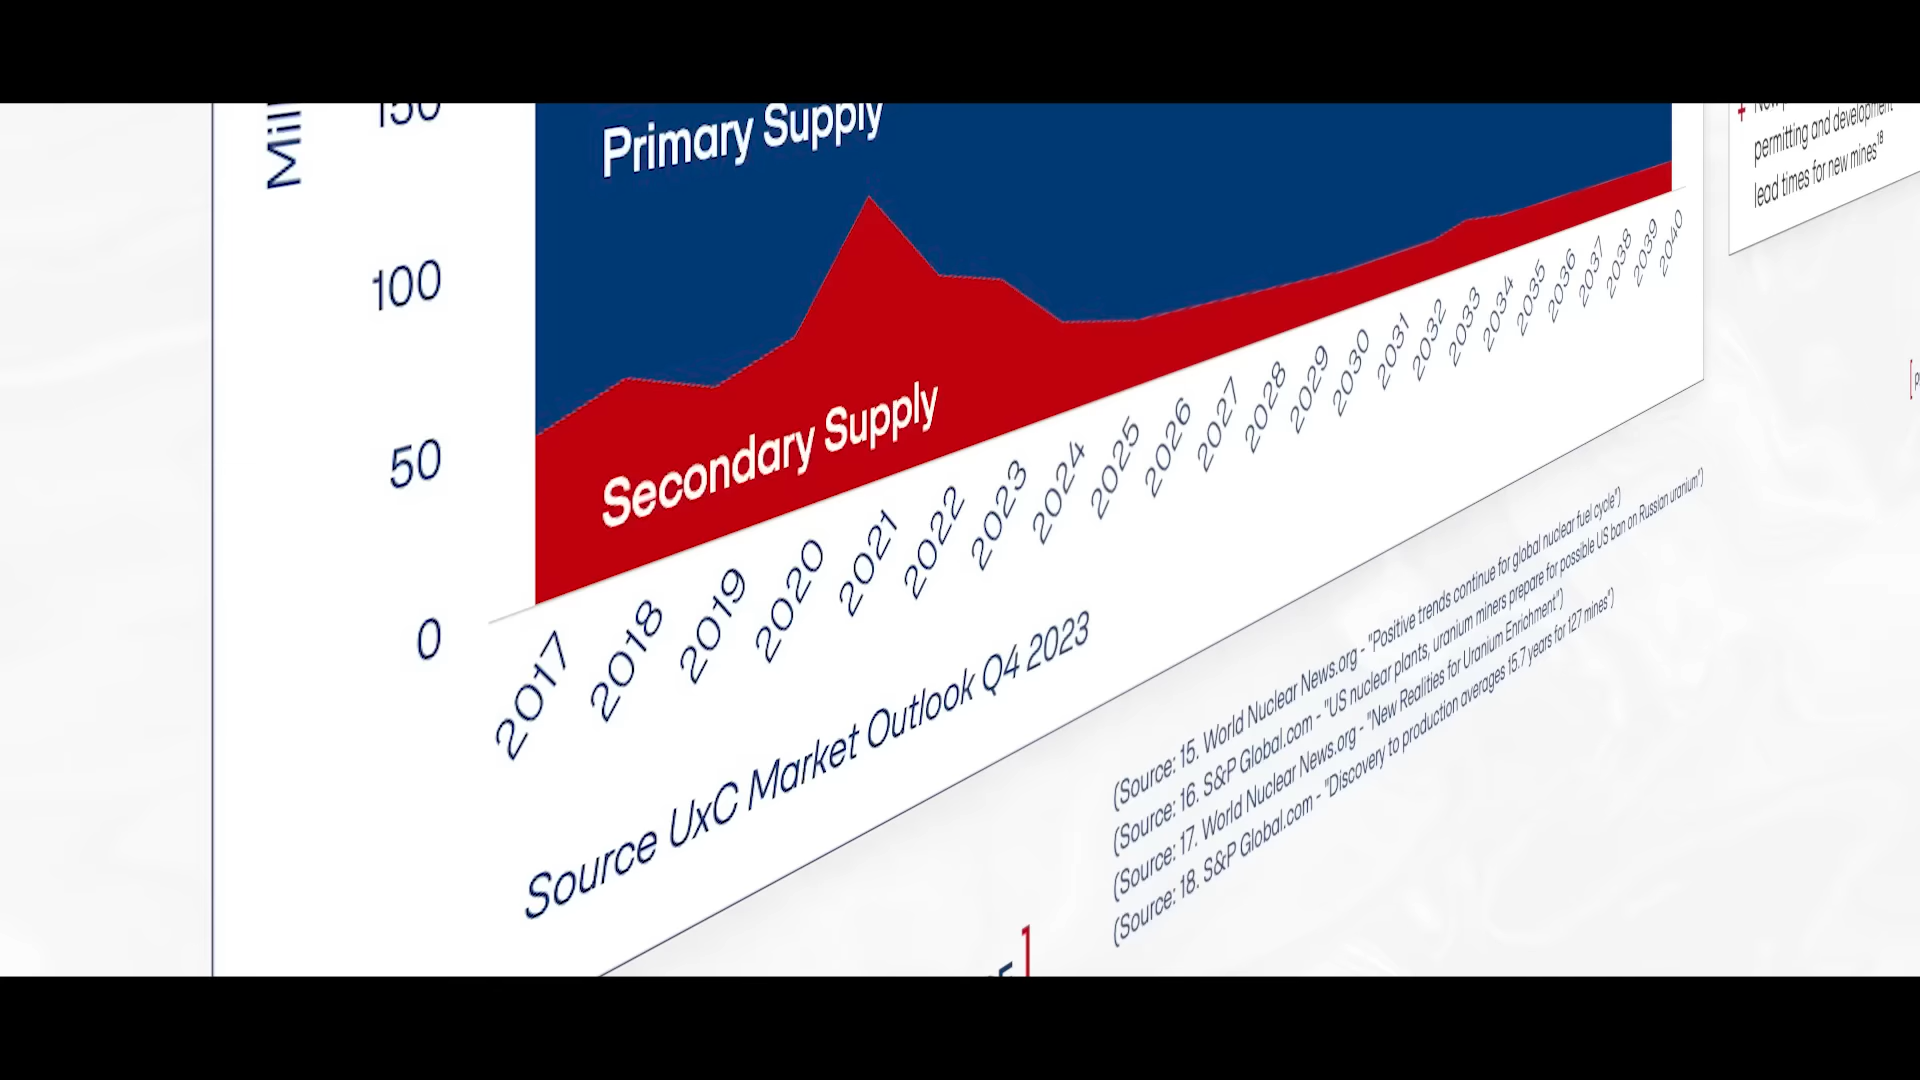 Mill
150
100
50
0
Primary Supply
Secondary Supply
2017
2018
2019
2020
2021
2022
2023
2024
2025
2026
2027
2028
2029
2030
2031
2032
2033
2034
2035
2036
2037
2038
2039
2040
Source UxC Market Outlook Q4 2023
permitting and development
lead times for new mines18
(Source: 15. World Nuclear News.org - "Positive trends continue for global nuclear fuel cycle")
(Source: 16. S&P Global.com - "US nuclear plants, uranium miners prepare for possible US ban on Russian uranium")
(Source: 17. World Nuclear News.org - "New Realities for Uranium Enrichment")
(Source: 18. S&P Global.com - "Discovery to production averages 15.7 years for 127 mines")